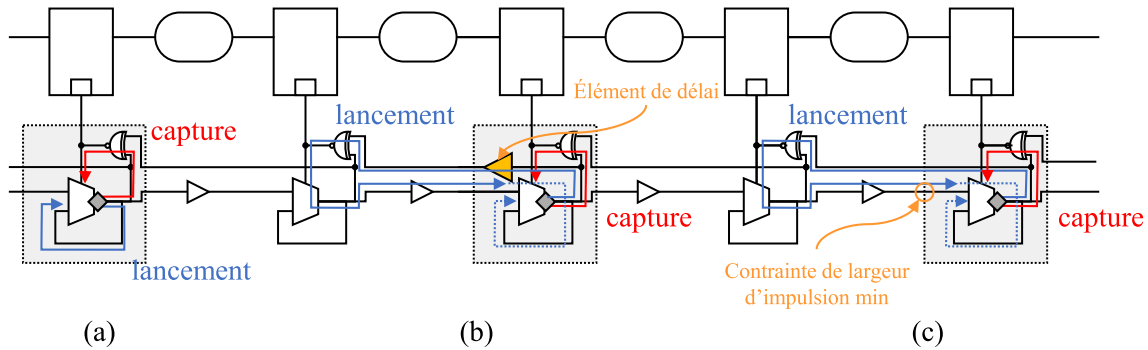 Élément de délai
lancement
lancement
capture
capture
capture
lancement
Contrainte de largeur
d’impulsion min
(a)
(b)
(c)